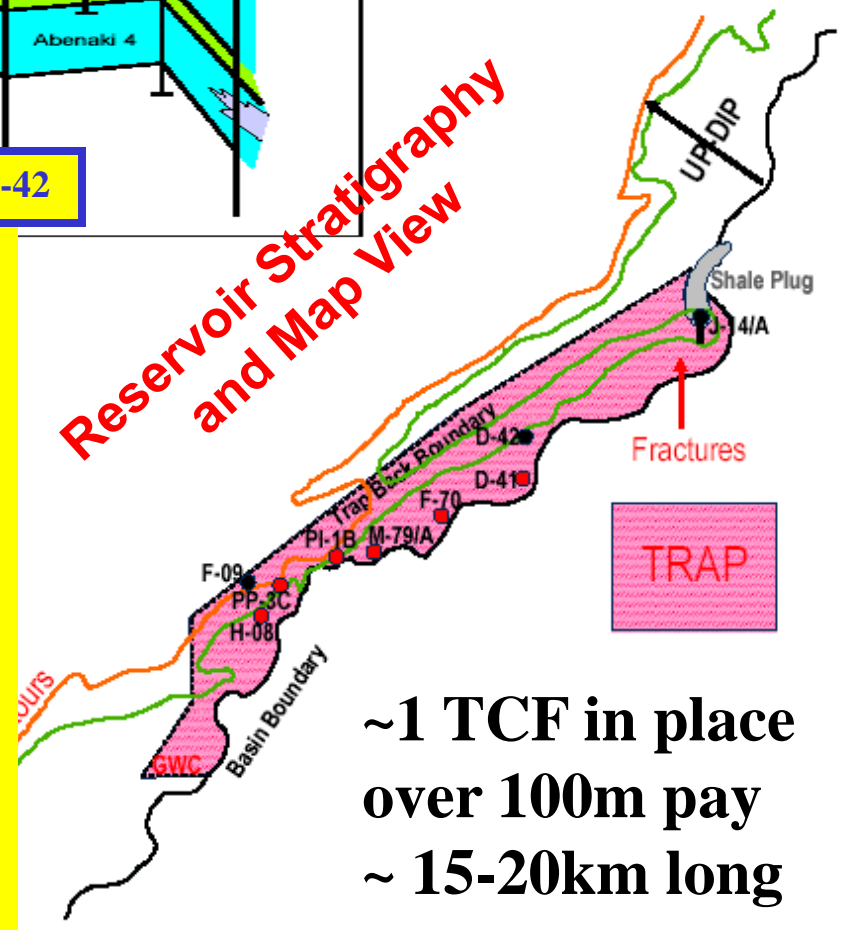 Abenaki 4
-42
Reservoir Stratigraphy
and Map View
UP-DIP
Shale Plug
J-14/A
Fractures
Trap Back Boundary
D-42
D-41
F-70
M-79/A
PI-1B
F-09
PP-3C
H-08
TRAP
ours
GWC
Basin Boundary
~1 TCF in place
over 100m pay
~ 15-20km long